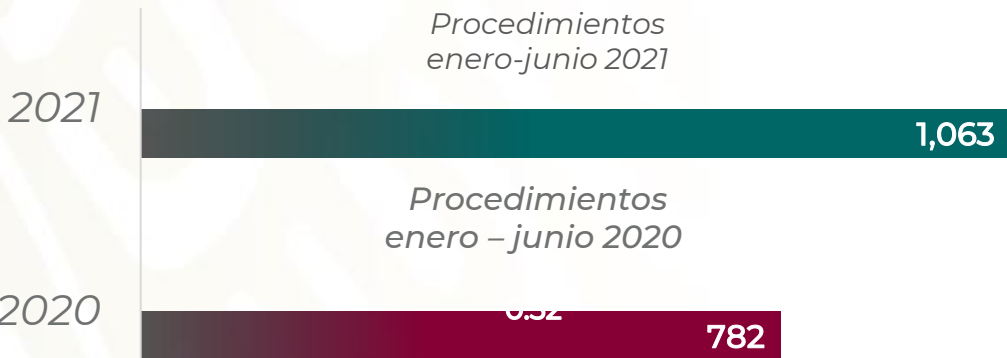 Procedimientos
enero-junio 2021
2021
1,063
Procedimientos
enero – junio 2020
2020
782